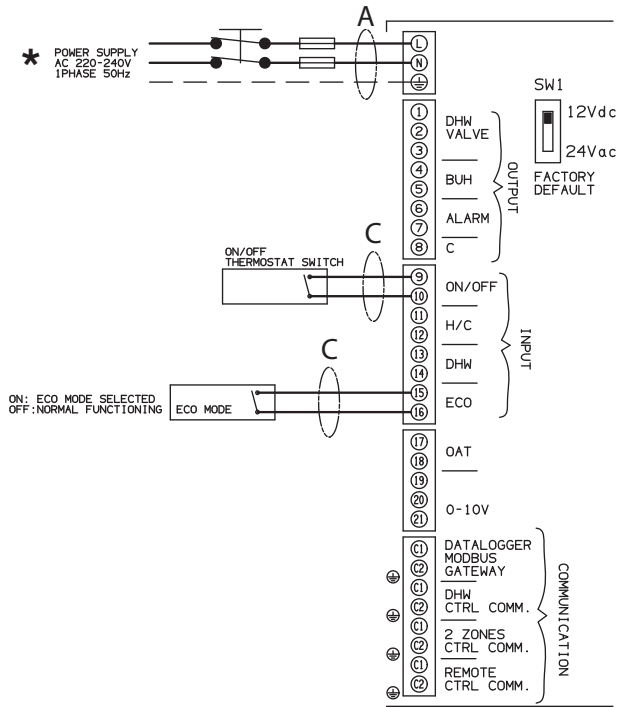 A
* POWER SUPPLY
AC 220-240V
1PHASE 50Hz
L
N
SW1
12Vdc
24Vac
FACTORY
DEFAULT
1
2
3
DHW
VALVE
4
5
BUH
6
7
ALARM
8
C
OUTPUT
ON/OFF
THERMOSTAT SWITCH
C
9
10
ON/OFF
11
12
H/C
13
14
DHW
15
16
ECO
INPUT
C
ON: ECO MODE SELECTED
OFF:NORMAL FUNCTIONING
ECO MODE
17
18
OAT
19
20
21
0-10V
C1
C2
DATALOGGER
MODBUS
GATEWAY
C1
C2
DHW
CTRL COMM.
C1
C2
2 ZONES
CTRL COMM.
C1
C2
REMOTE
CTRL COMM.
COMMUNICATION